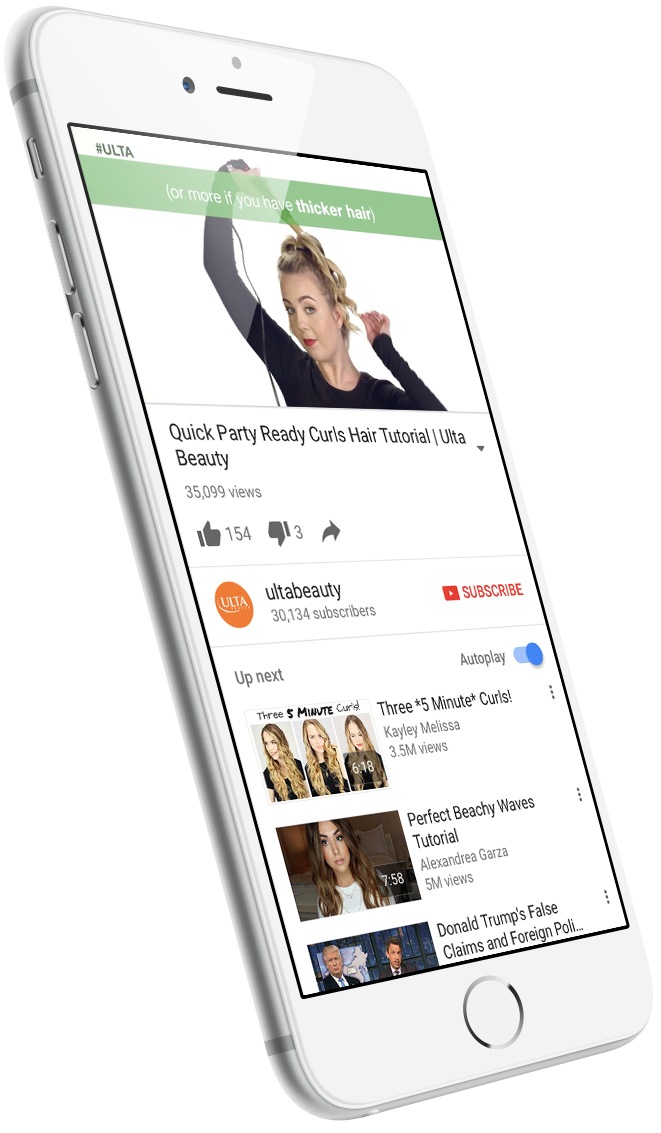 #ULTA
(or more if you have thicker hair)
Quick Party Ready Curls Hair Tutorial | Ulta
Beauty
35,099 views
154
3
ULTA
ultabeauty
30,134 subscribers
SUBSCRIBE
Up next
Autoplay
Three 5 MINUTE Curls!
6:18
Three *5 Minute* Curls!
Kayley Melissa
3.5M views
7:58
Perfect Beachy Waves
Tutorial
Alexandrea Garza
5M views
Donald Trump's False
Claims and Foreign Poli...